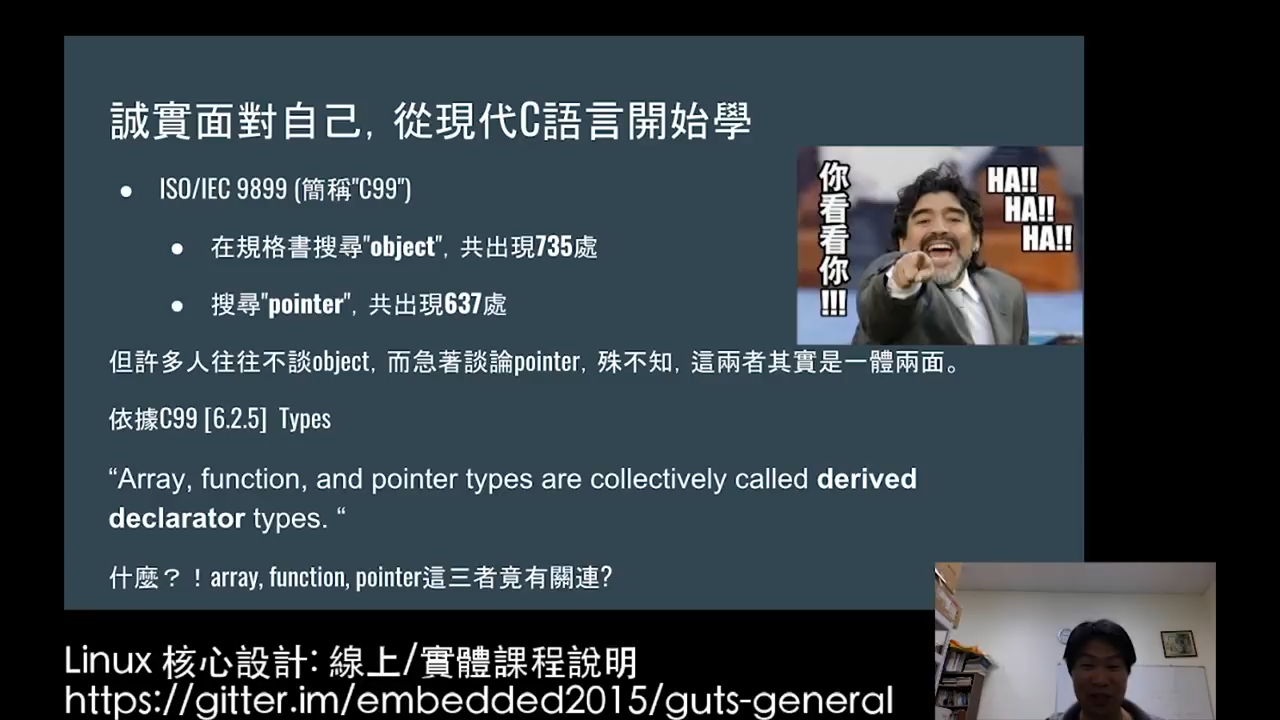 誠實面對自己, 從現代C語言開始學
ISO/IEC 9899 (簡稱"C99")
在規格書搜尋"object", 共出現735處
搜尋"pointer", 共出現637處
你看看你!!!
HA!!
HA!!
HA!!
但許多人往往不談object, 而急著談論pointer, 殊不知, 這兩者其實是一體兩面。
依據C99 [6.2.5] Types
“Array, function, and pointer types are collectively called derived
declarator types. “
什麼？！array, function, pointer這三者竟有關連?
Linux 核心設計: 線上/實體課程說明
https://gitter.im/embedded2015/guts-general